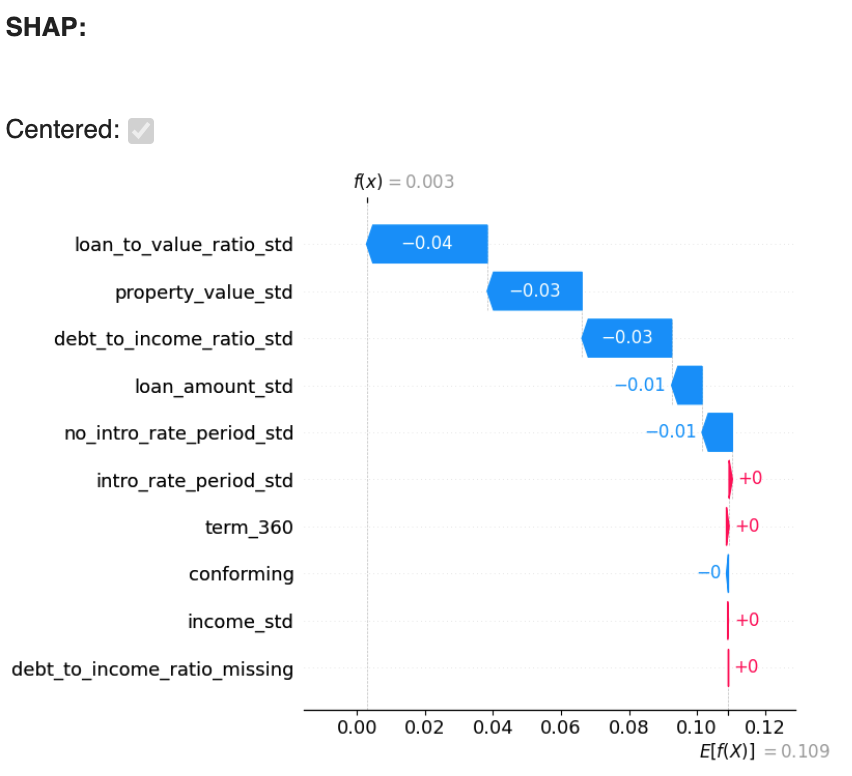 SHAP:
Centered:
f(x) = 0.003
loan_to_value_ratio_std −0.04
property_value_std −0.03
debt_to_income_ratio_std −0.03
loan_amount_std −0.01
no_intro_rate_period_std −0.01
intro_rate_period_std +0
term_360 +0
conforming −0
income_std +0
debt_to_income_ratio_missing +0
0.00 0.02 0.04 0.06 0.08 0.10 0.12
E[f(X)] = 0.109